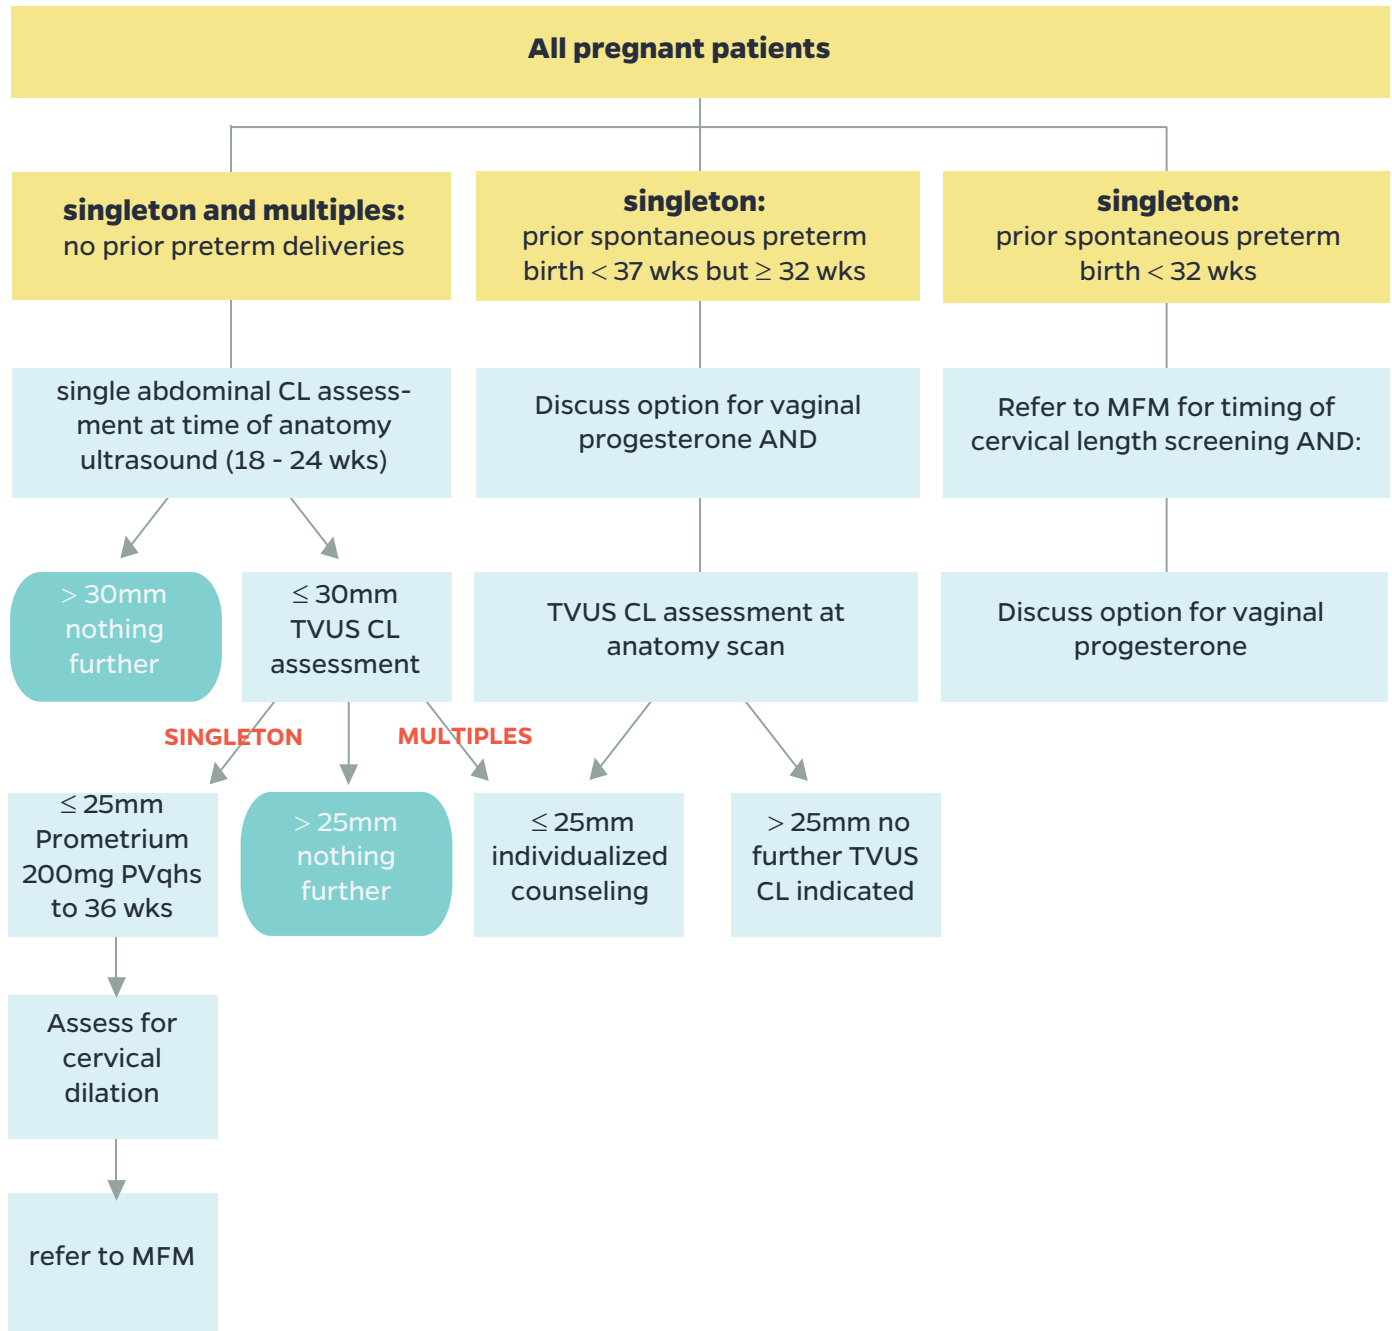 All pregnant patients
singleton and multiples:
no prior preterm deliveries
singleton:
prior spontaneous preterm
birth < 37 wks but ≥ 32 wks
singleton:
prior spontaneous preterm
birth < 32 wks
single abdominal CL assess-
ment at time of anatomy
ultrasound (18 - 24 wks)
Discuss option for vaginal
progesterone AND
Refer to MFM for timing of
cervical length screening AND:
> 30mm
nothing
further
≤ 30mm
TVUS CL
assessment
TVUS CL assessment at
anatomy scan
Discuss option for vaginal
progesterone
SINGLETON
MULTIPLES
≤ 25mm
Prometrium
200mg PVqhs
to 36 wks
> 25mm
nothing
further
≤ 25mm
individualized
counseling
> 25mm no
further TVUS
CL indicated
Assess for
cervical
dilation
refer to MFM